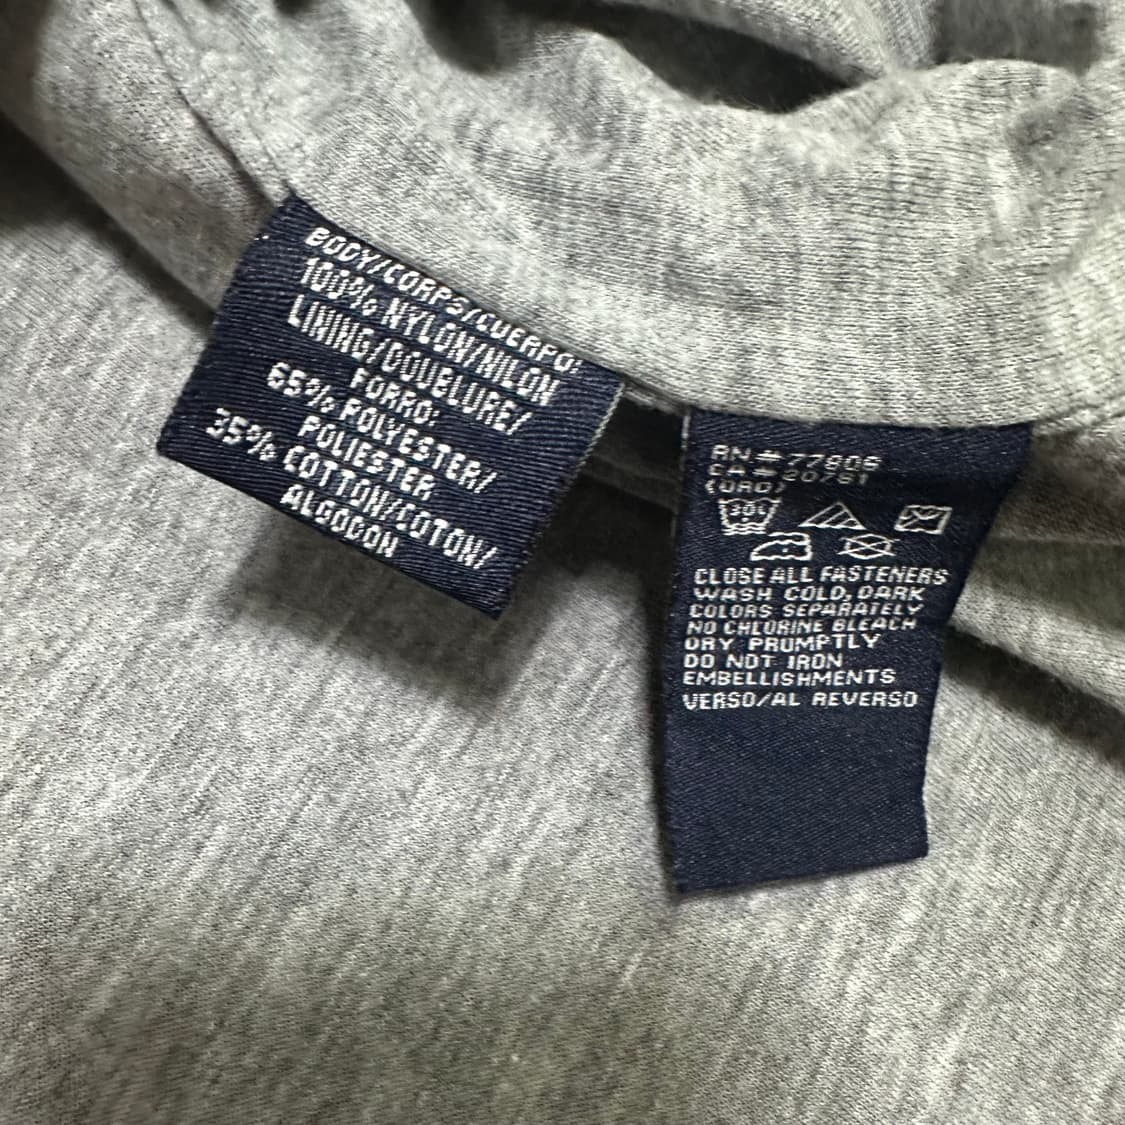 BODY/CORPS/CUERPO:
100% NYLON/NILON
LINING/DOUBLURE/
FORRO:
65% POLYESTER/
POLIESTER
35% COTTON/COTON/
ALGODON
RN # 77806
CA # 20761
(ORO)
30L
CLOSE ALL FASTENERS
WASH COLD, DARK
COLORS SEPARATELY
NO CHLORINE BLEACH
DRY PROMPTLY
DO NOT IRON
EMBELLISHMENTS
VERSO/AL REVERSO